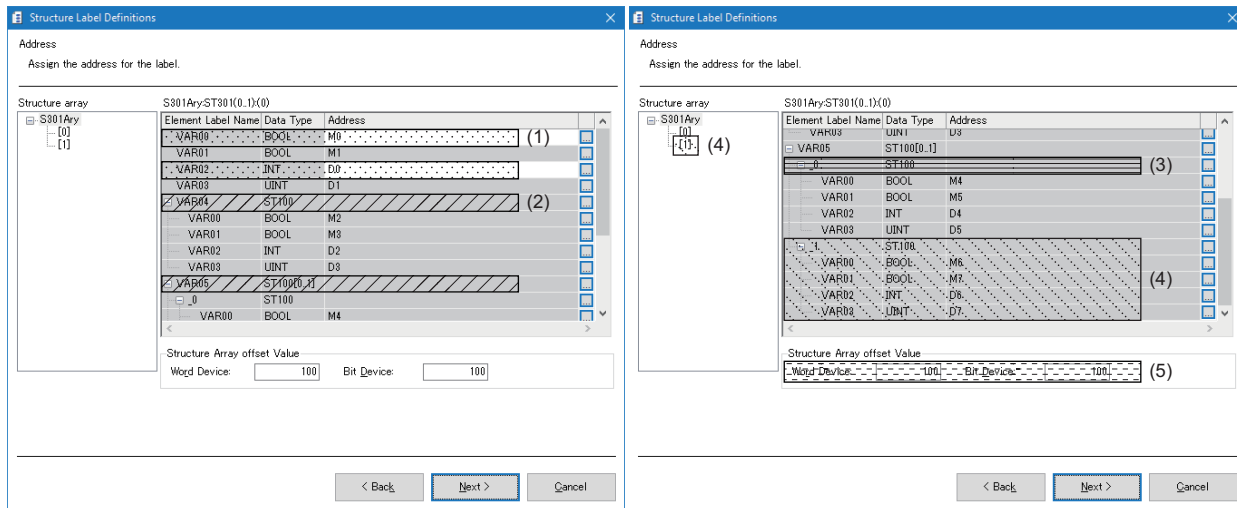 Structure Label Definitions
Address
Assign the address for the label.
Structure array
S301Ary:ST301(0..1):(0)
S301Ary
[0]
[1]
Element Label Name Data Type Address
VAR00 BOOL M0 (1)
VAR01 BOOL M1
VAR02 INT D0
VAR03 UINT D1
VAR04 ST100 (2)
VAR00 BOOL M2
VAR01 BOOL M3
VAR02 INT D2
VAR03 UINT D3
VAR05 ST100[0..1]
_0 ST100
VAR00 BOOL M4
Structure Array offset Value
Word Device: 100 Bit Device: 100
< Back Next > Cancel
Structure Label Definitions
Address
Assign the address for the label.
Structure array
S301Ary:ST301(0..1):(0)
S301Ary
[0]
[1] (4)
Element Label Name Data Type Address
VAR03 UINT D3
VAR05 ST100[0..1]
_0 ST100 (3)
VAR00 BOOL M4
VAR01 BOOL M5
VAR02 INT D4
VAR03 UINT D5
_1 ST100
VAR00 BOOL M6
VAR01 BOOL M7 (4)
VAR02 INT D6
VAR03 UINT D7
Structure Array offset Value
Word Device: 100 Bit Device: 100 (5)
< Back Next > Cancel